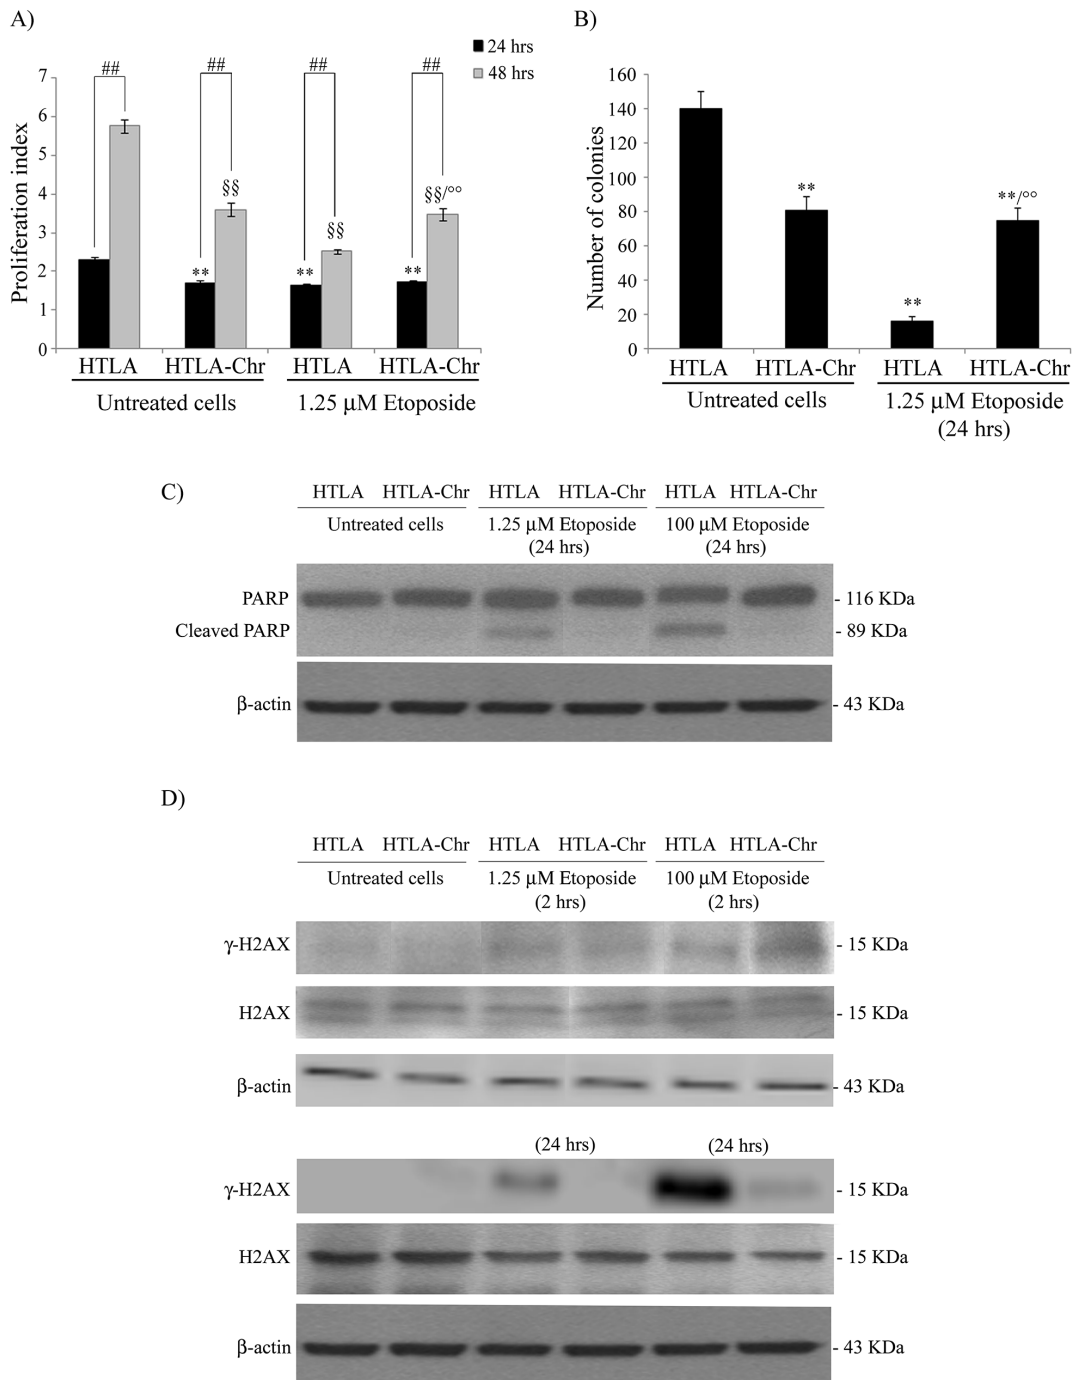 A)
B)
24 hrs
48 hrs
## ## ## ##
Proliferation index
7
6
5
4
3
2
1
0
§§
§§
§§/°°
** ** **
HTLA HTLA-Chr HTLA HTLA-Chr
Untreated cells 1.25 µM Etoposide
Number of colonies
160
140
120
100
80
60
40
20
0
**
**
**/°°
HTLA HTLA-Chr HTLA HTLA-Chr
Untreated cells 1.25 µM Etoposide
(24 hrs)
C)
HTLA HTLA-Chr HTLA HTLA-Chr HTLA HTLA-Chr
Untreated cells 1.25 µM Etoposide 100 µM Etoposide
(24 hrs) (24 hrs)
PARP - 116 KDa
Cleaved PARP - 89 KDa
β-actin - 43 KDa
D)
HTLA HTLA-Chr HTLA HTLA-Chr HTLA HTLA-Chr
Untreated cells 1.25 µM Etoposide 100 µM Etoposide
(2 hrs) (2 hrs)
γ-H2AX - 15 KDa
H2AX - 15 KDa
β-actin - 43 KDa
(24 hrs) (24 hrs)
γ-H2AX - 15 KDa
H2AX - 15 KDa
β-actin - 43 KDa